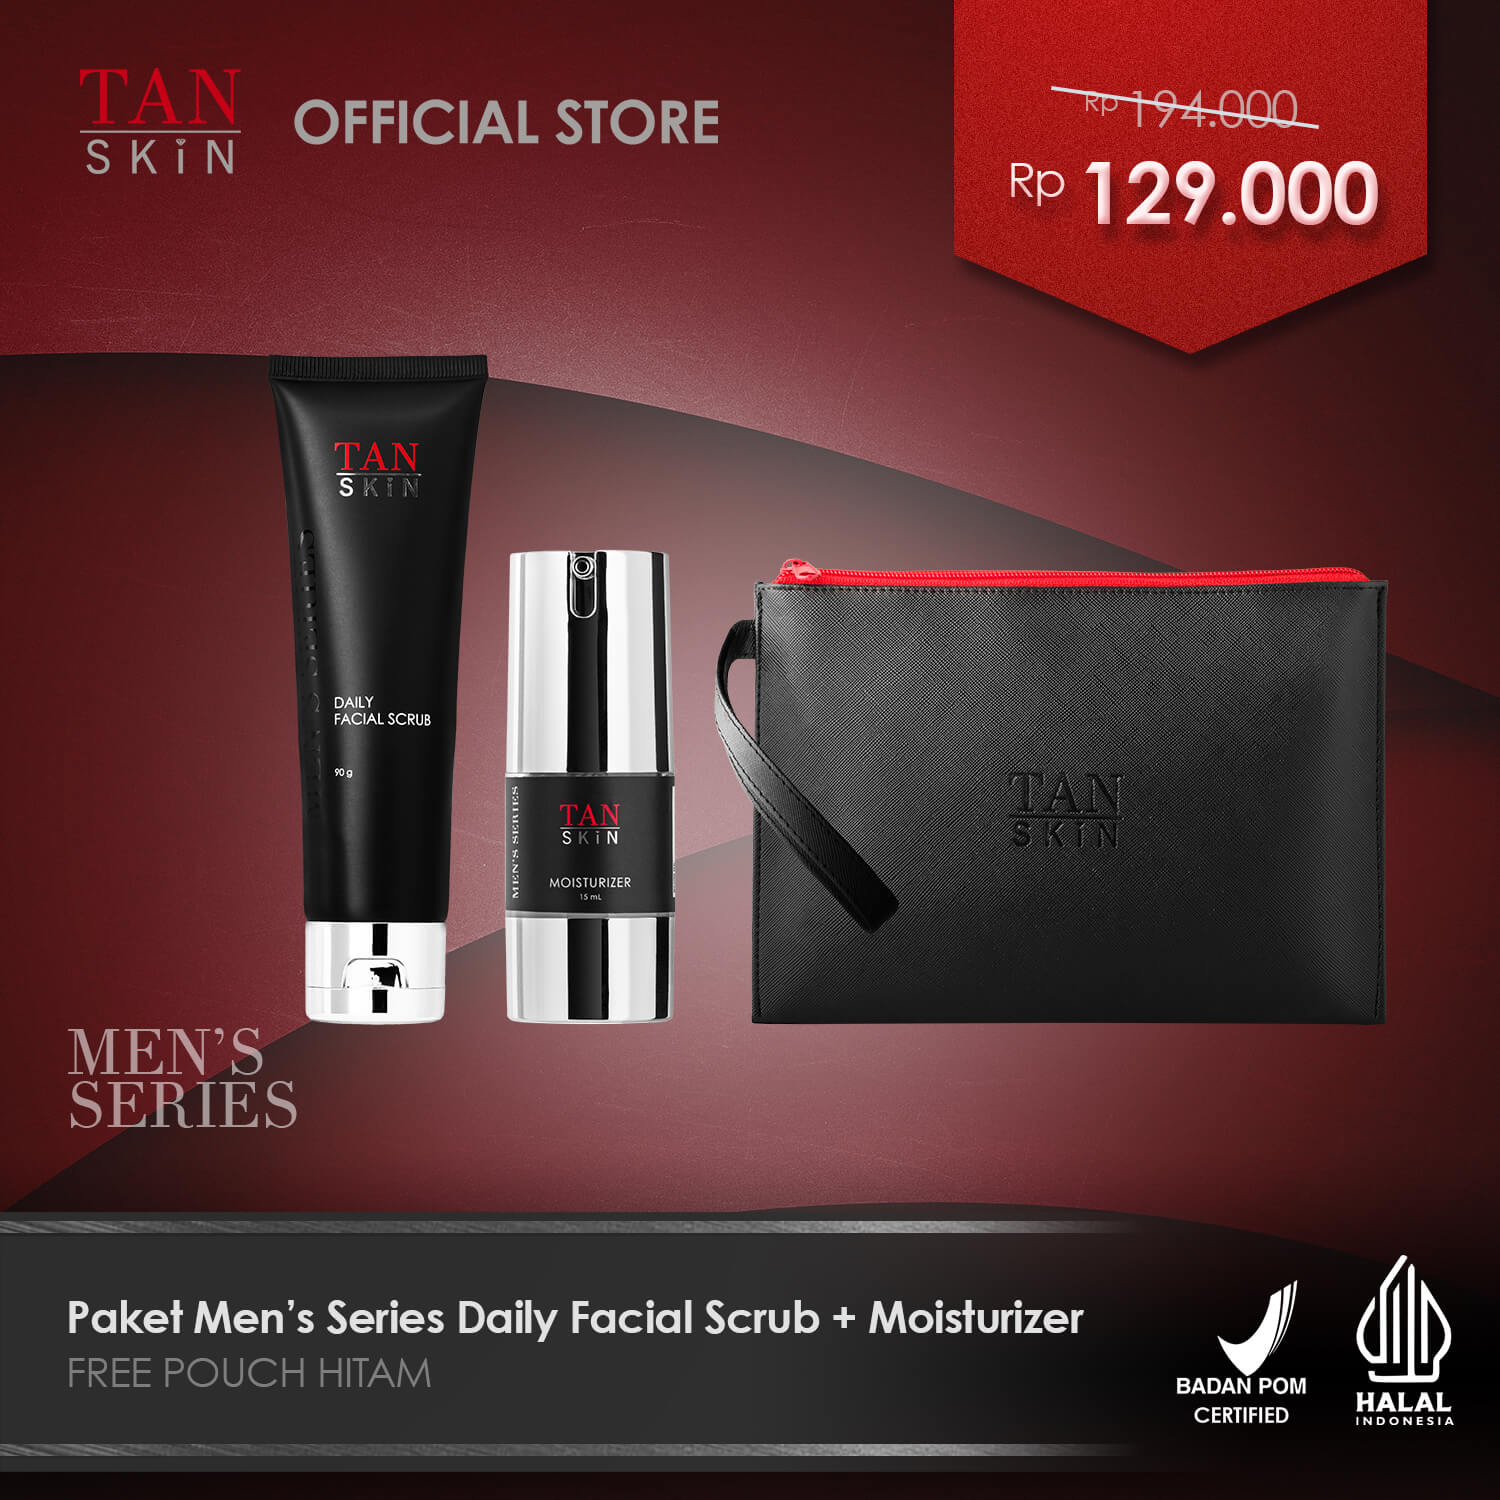 TAN
SKiN
OFFICIAL STORE
Rp 194.000
Rp 129.000
TAN
SKiN
MEN'S SERIES
DAILY
FACIAL SCRUB
90 g
TAN
SKiN
MEN'S SERIES
MOISTURIZER
15 mL
TAN
SKiN
MEN'S
SERIES
Paket Men's Series Daily Facial Scrub + Moisturizer
FREE POUCH HITAM
BADAN POM
CERTIFIED
HALAL
INDONESIA